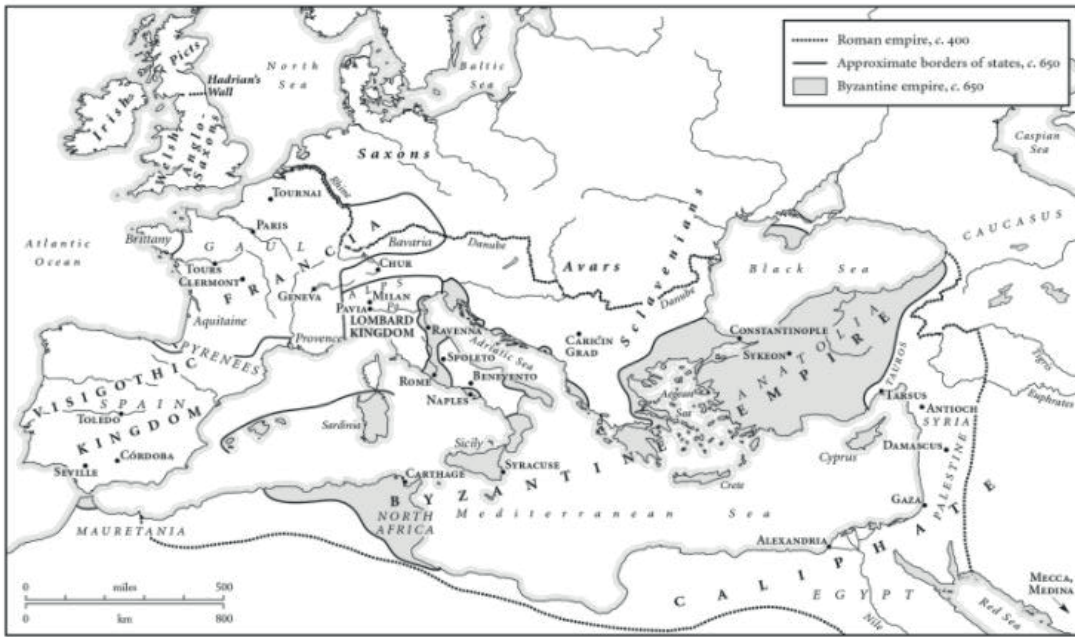 Roman empire, c. 400
Approximate borders of states, c. 650
Byzantine empire, c. 650
Picts
North
Sea
Baltic
Sea
Hadrian's
Wall
Irish
Welsh
Anglo-
Saxons
Saxons
Caspian
Sea
Rhine
TOURNAI
PARIS
Brittany
GAUL
Bavaria
Danube
Atlantic
Ocean
TOURS
CLERMONT
FRANCIA
CHUR
GENEVA
ALPS
MILAN
PAVIA
Po
LOMBARD
KINGDOM
Avars
Sclavenians
Danube
CAUCASUS
Black Sea
Aquitaine
Provence
RAVENNA
Adriatic Sea
SPOLETO
CARIČIN
GRAD
CONSTANTINOPLE
SYKEON
ANATOLIA
PYRENEES
VISIGOTHIC
SPAIN
KINGDOM
TOLEDO
CÓRDOBA
SEVILLE
ROME
BENEVENTO
NAPLES
Sardinia
Sicily
SYRACUSE
Aegean
Sea
TAUROS
TARSUS
ANTIOCH
SYRIA
Tigris
Euphrates
DAMASCUS
Cyprus
Crete
PALESTINE
GAZA
CARTHAGE
BYZANTINE EMPIRE
NORTH
AFRICA
Mediterranean Sea
MAURETANIA
ALEXANDRIA
CALIPHATE
EGYPT
Nile
Red Sea
MECCA,
MEDINA
0 miles 500
0 km 800